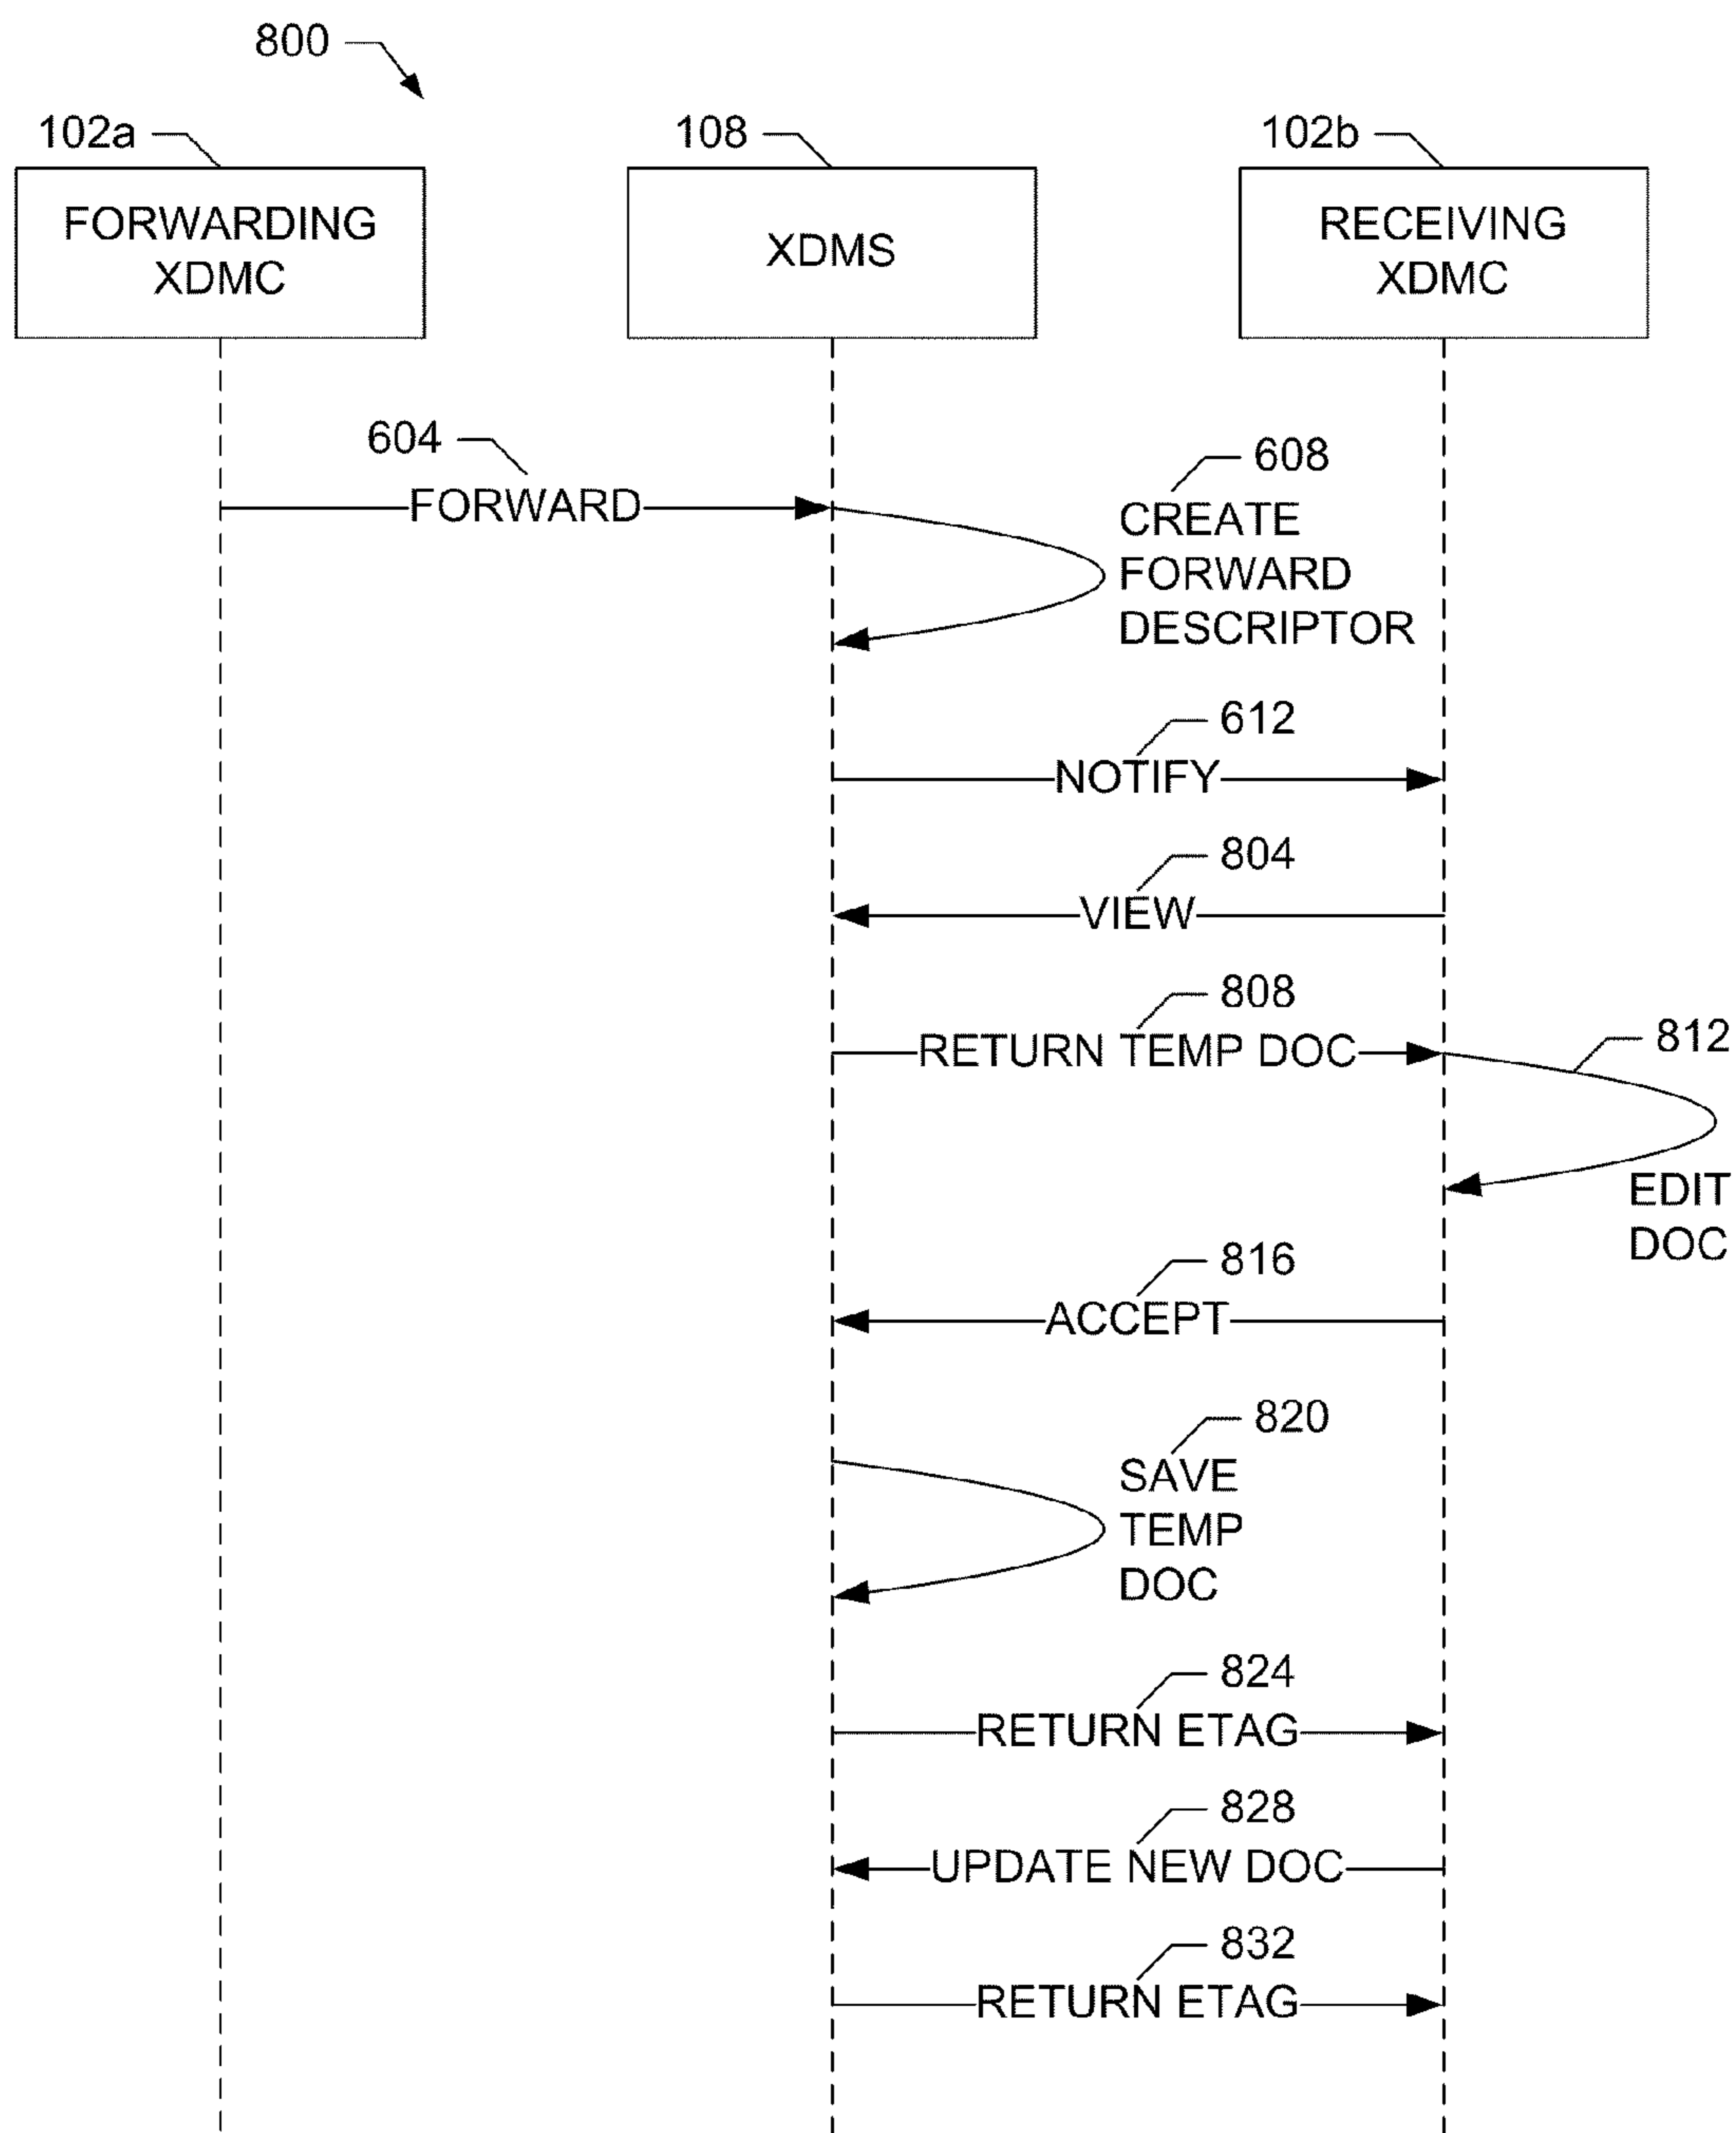 800
102a
108
102b
FORWARDING
XDMC
XDMS
RECEIVING
XDMC
604
FORWARD
608
CREATE
FORWARD
DESCRIPTOR
612
NOTIFY
804
VIEW
808
RETURN TEMP DOC
812
EDIT
DOC
816
ACCEPT
820
SAVE
TEMP
DOC
824
RETURN ETAG
828
UPDATE NEW DOC
832
RETURN ETAG